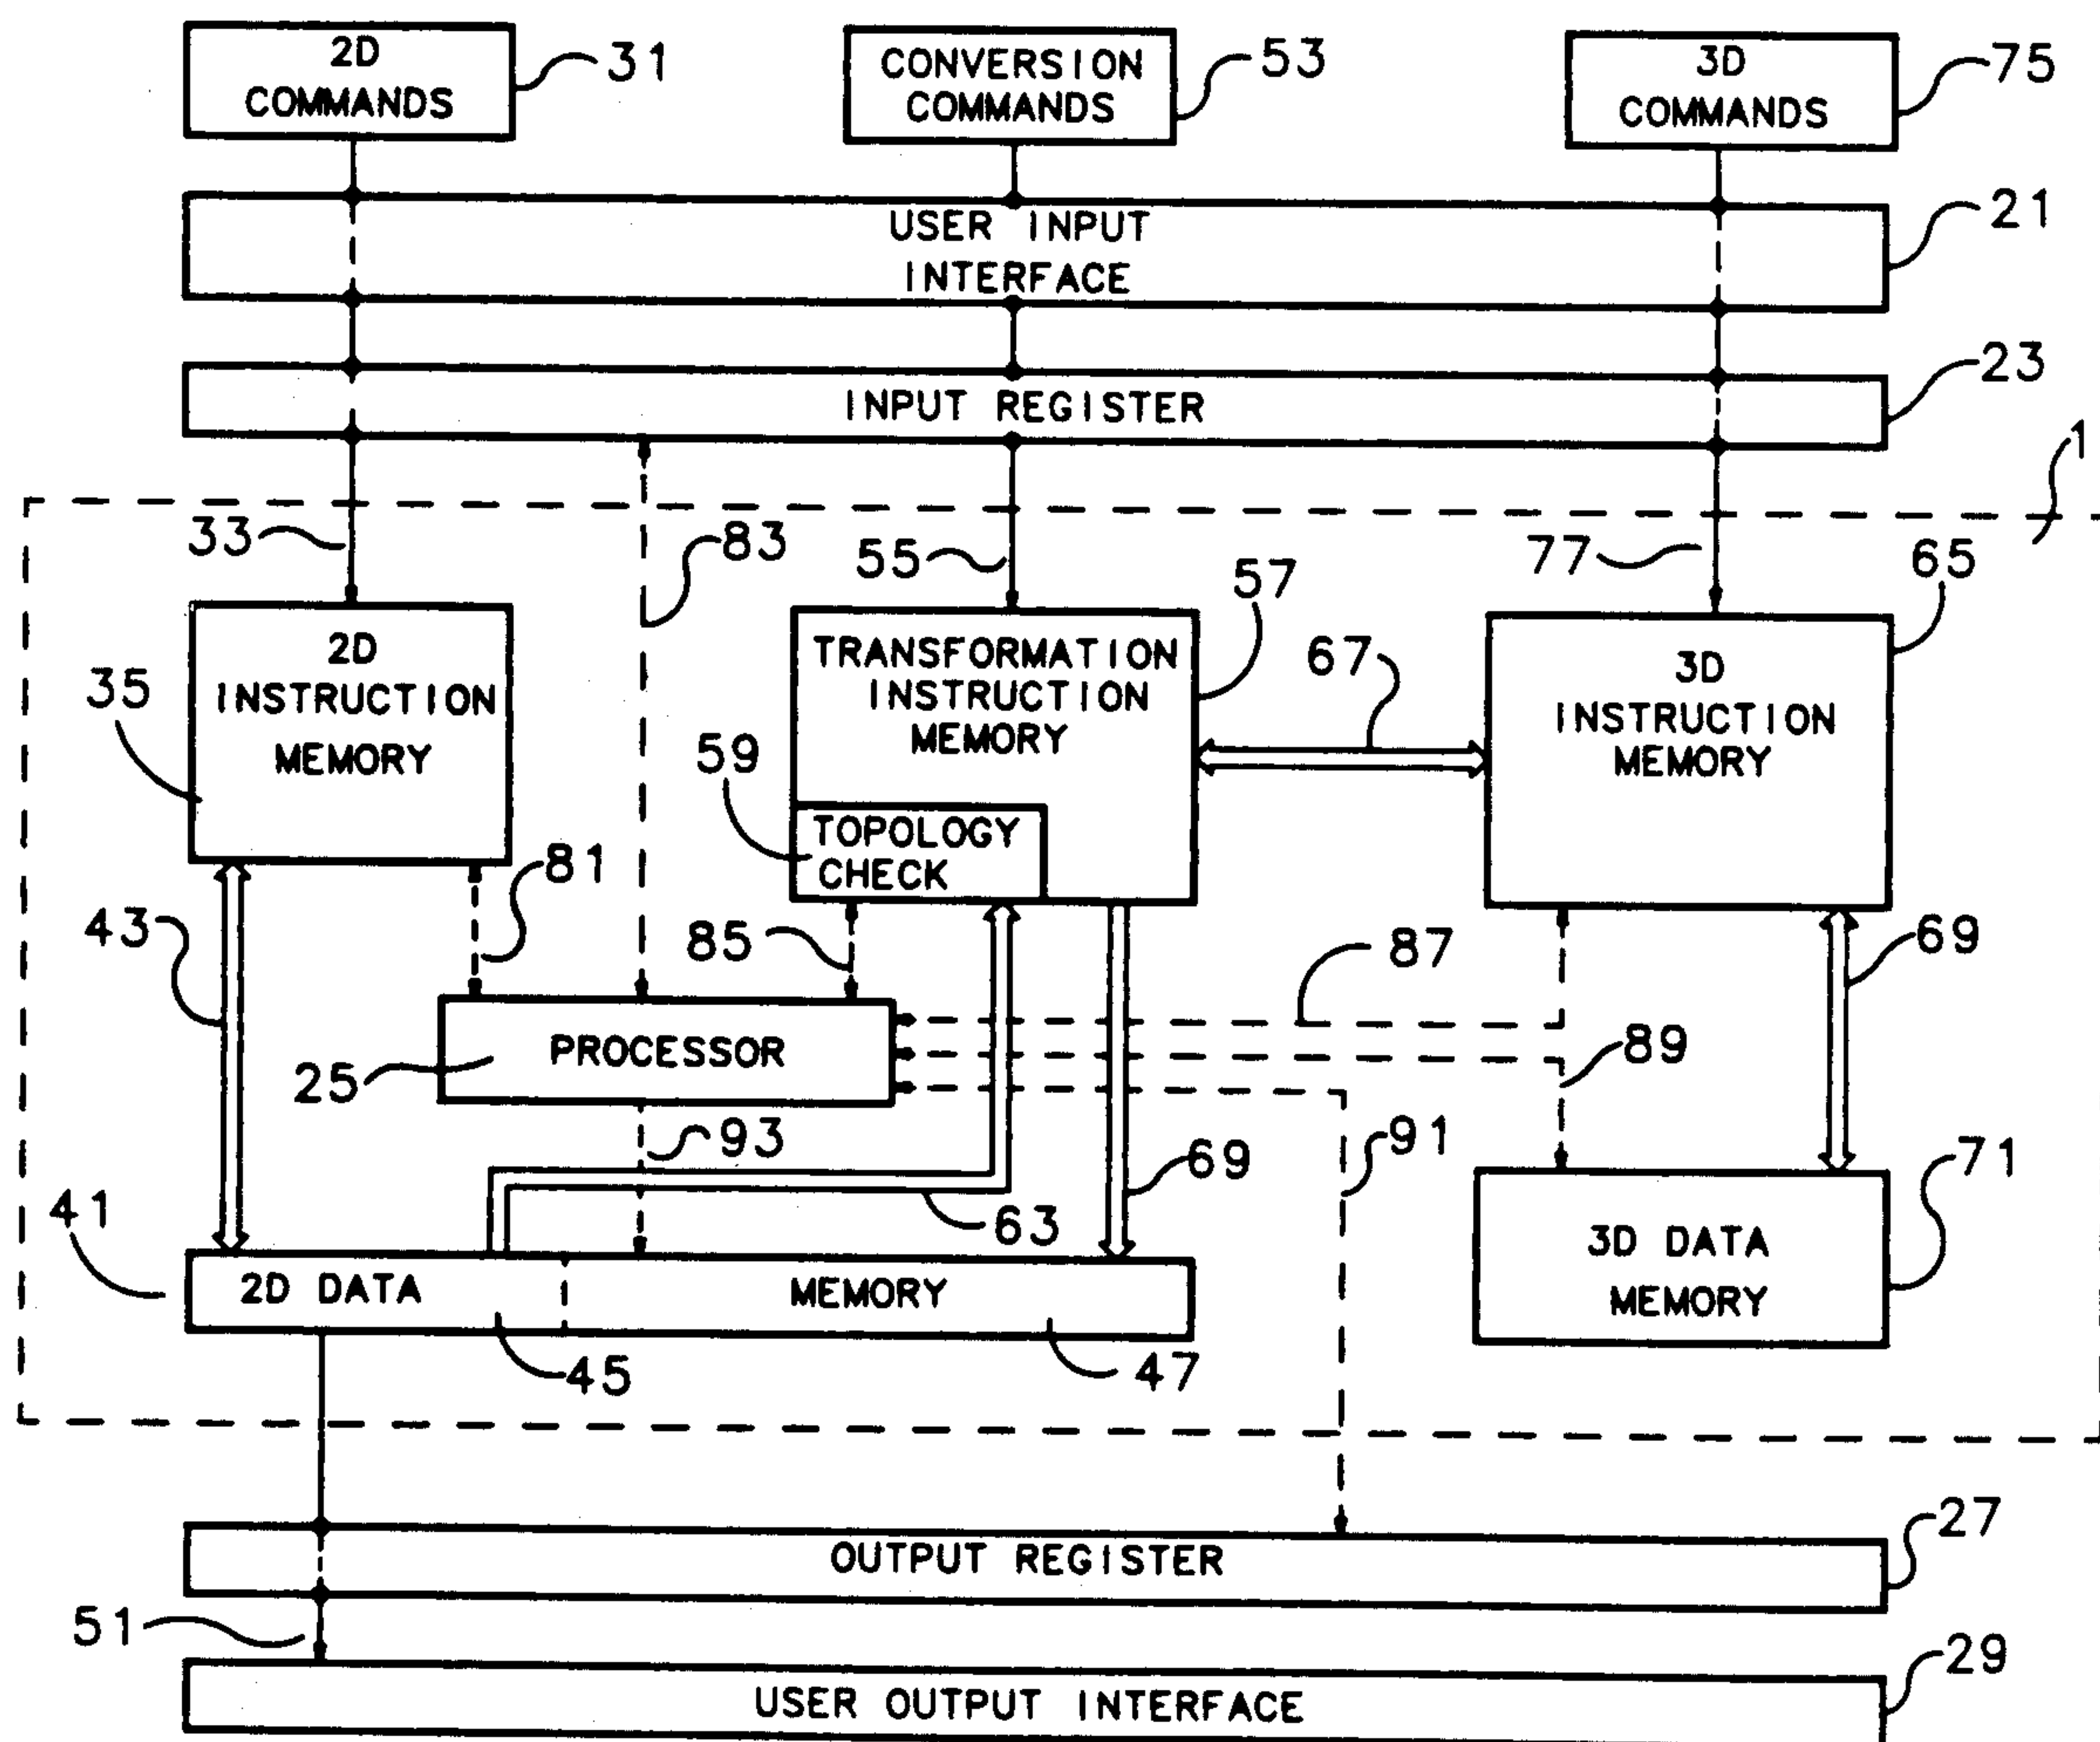 2D
COMMANDS
31
CONVERSION
COMMANDS
53
3D
COMMANDS
75
USER INPUT
INTERFACE
21
INPUT REGISTER
23
1
33
83
55
57
77
65
2D
INSTRUCTION
MEMORY
35
TRANSFORMATION
INSTRUCTION
MEMORY
67
3D
INSTRUCTION
MEMORY
59
TOPOLOGY
CHECK
81
43
85
87
69
PROCESSOR
25
89
93
91
69
71
41
63
2D DATA
MEMORY
3D DATA
MEMORY
45
47
OUTPUT REGISTER
27
51
USER OUTPUT INTERFACE
29